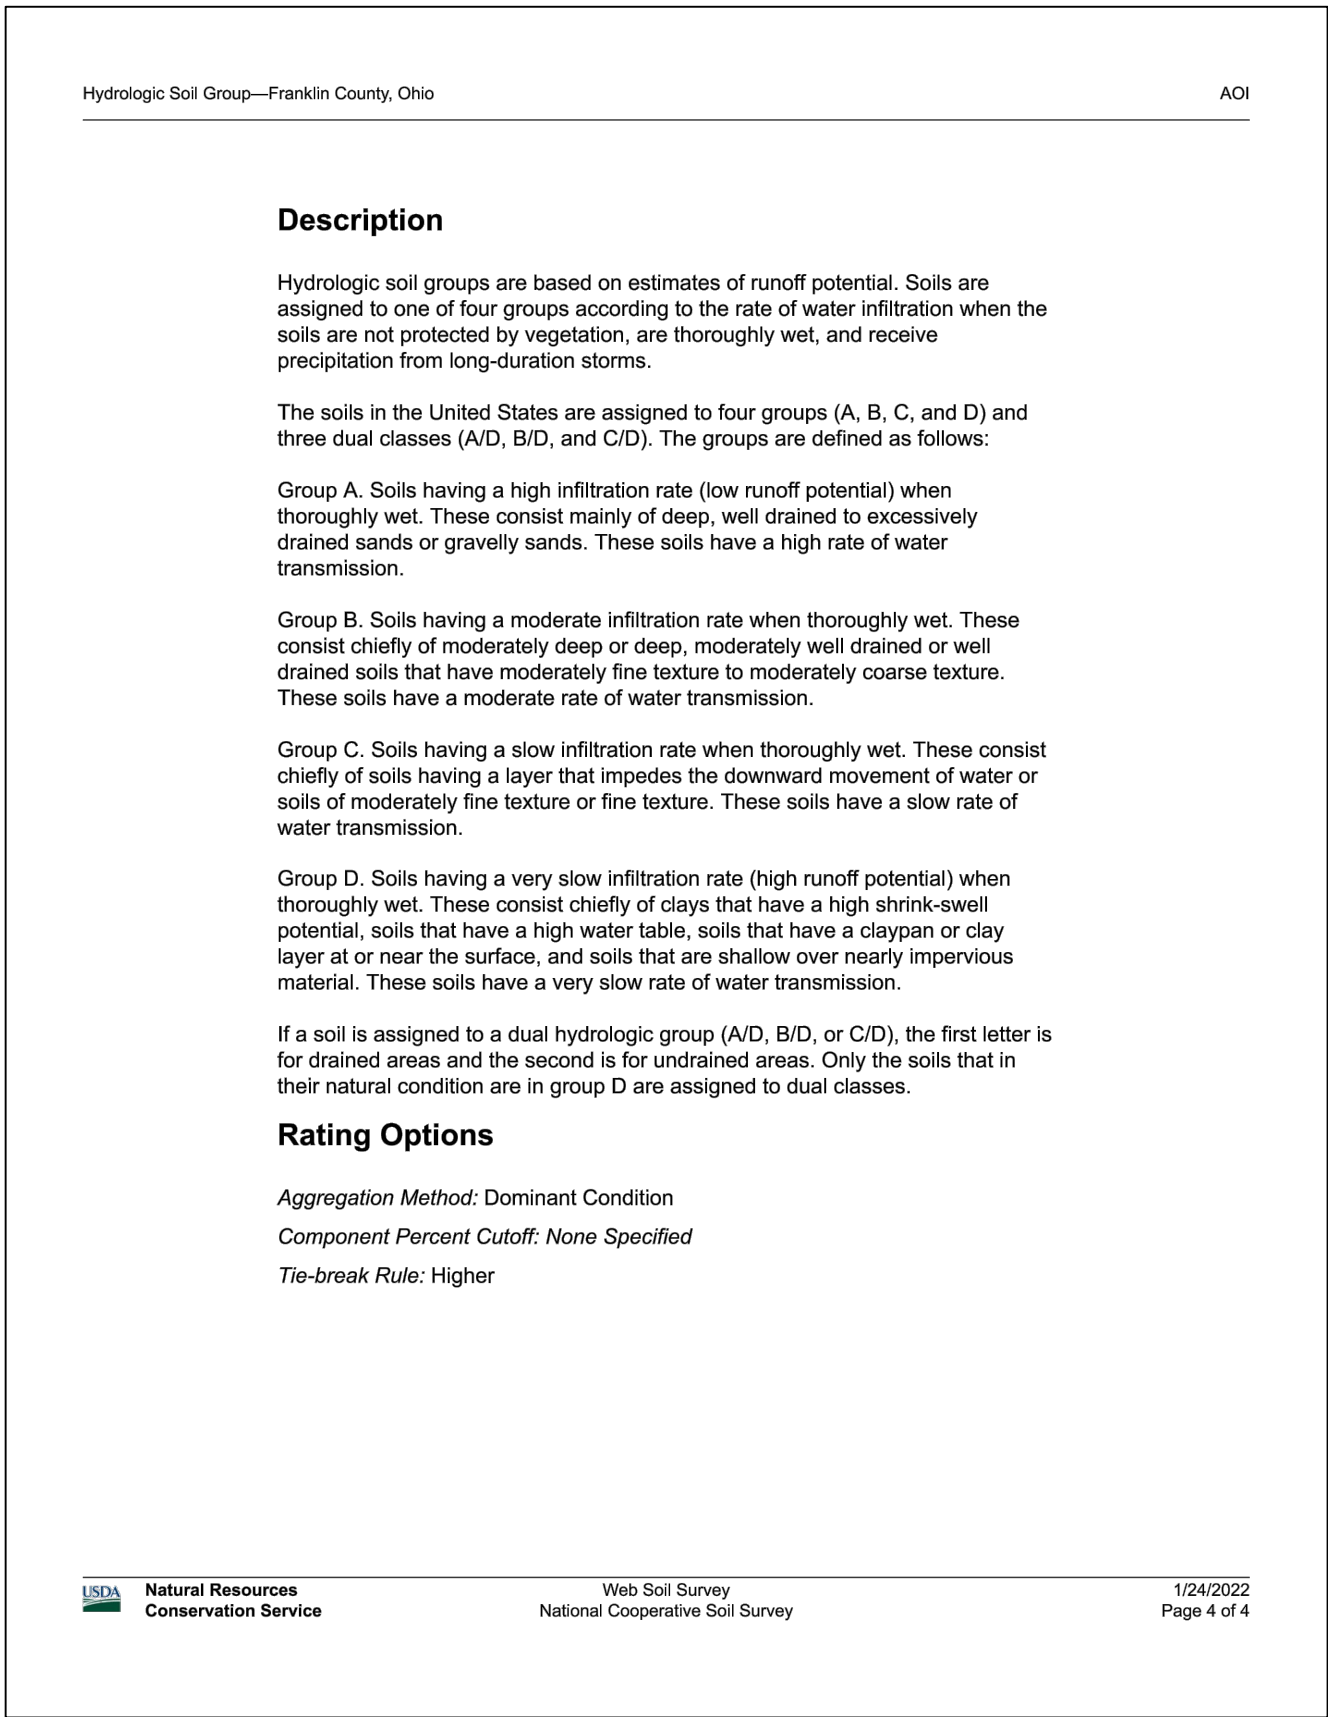 Hydrologic Soil Group—Franklin County, Ohio AOI
Description
Hydrologic soil groups are based on estimates of runoff potential. Soils are
assigned to one of four groups according to the rate of water infiltration when the
soils are not protected by vegetation, are thoroughly wet, and receive
precipitation from long-duration storms.
The soils in the United States are assigned to four groups (A, B, C, and D) and
three dual classes (A/D, B/D, and C/D). The groups are defined as follows:
Group A. Soils having a high infiltration rate (low runoff potential) when
thoroughly wet. These consist mainly of deep, well drained to excessively
drained sands or gravelly sands. These soils have a high rate of water
transmission.
Group B. Soils having a moderate infiltration rate when thoroughly wet. These
consist chiefly of moderately deep or deep, moderately well drained or well
drained soils that have moderately fine texture to moderately coarse texture.
These soils have a moderate rate of water transmission.
Group C. Soils having a slow infiltration rate when thoroughly wet. These consist
chiefly of soils having a layer that impedes the downward movement of water or
soils of moderately fine texture or fine texture. These soils have a slow rate of
water transmission.
Group D. Soils having a very slow infiltration rate (high runoff potential) when
thoroughly wet. These consist chiefly of clays that have a high shrink-swell
potential, soils that have a high water table, soils that have a claypan or clay
layer at or near the surface, and soils that are shallow over nearly impervious
material. These soils have a very slow rate of water transmission.
If a soil is assigned to a dual hydrologic group (A/D, B/D, or C/D), the first letter is
for drained areas and the second is for undrained areas. Only the soils that in
their natural condition are in group D are assigned to dual classes.
Rating Options
Aggregation Method: Dominant Condition
Component Percent Cutoff: None Specified
Tie-break Rule: Higher
USDA Natural Resources Web Soil Survey 1/24/2022
Conservation Service National Cooperative Soil Survey Page 4 of 4